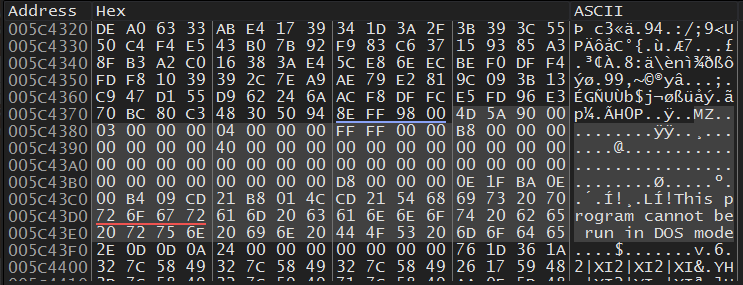 Address Hex ASCII
005C4320 DE A0 63 33 AB E4 17 39 34 1D 3A 2F 3B 39 3C 55 Þ c3«ä.94.:/;9<U
005C4330 50 C4 F4 E5 43 B0 7B 92 F9 83 C6 37 15 93 85 A3 PÄôåC°{.ù.Æ7...£
005C4340 8F B3 A2 C0 16 38 3A E4 5C E8 6E EC BE F0 DF F4 .³¢À.8:ä\ènì¾ðßô
005C4350 FD F8 10 39 39 2C 7E A9 AE 79 E2 81 9C 09 3B 13 ýø.99,~©®yâ...;.
005C4360 C9 47 D1 55 D9 62 24 6A AC F8 DF FC E5 FD 96 E3 ÉGÑUÙb$j¬øßüåý.ã
005C4370 70 BC 80 C3 48 30 50 94 8E FF 98 00 4D 5A 90 00 p¼.ÃH0P..ÿ..MZ..
005C4380 03 00 00 00 04 00 00 00 FF FF 00 00 B8 00 00 00 ........ÿÿ..¸...
005C4390 00 00 00 00 40 00 00 00 00 00 00 00 00 00 00 00 ....@...........
005C43A0 00 00 00 00 00 00 00 00 00 00 00 00 00 00 00 00 ................
005C43B0 00 00 00 00 00 00 00 00 D8 00 00 00 0E 1F BA 0E ........Ø.....º.
005C43C0 00 B4 09 CD 21 B8 01 4C CD 21 54 68 69 73 20 70 .´.Í!¸.LÍ!This p
005C43D0 72 6F 67 72 61 6D 20 63 61 6E 6E 6F 74 20 62 65 rogram cannot be
005C43E0 20 72 75 6E 20 69 6E 20 44 4F 53 20 6D 6F 64 65 run in DOS mode
005C43F0 2E 0D 0D 0A 24 00 00 00 00 00 00 00 76 1D 36 1A ....$.......v.6.
005C4400 32 7C 58 49 32 7C 58 49 32 7C 58 49 26 17 59 48 2|XI2|XI2|XI&.YH